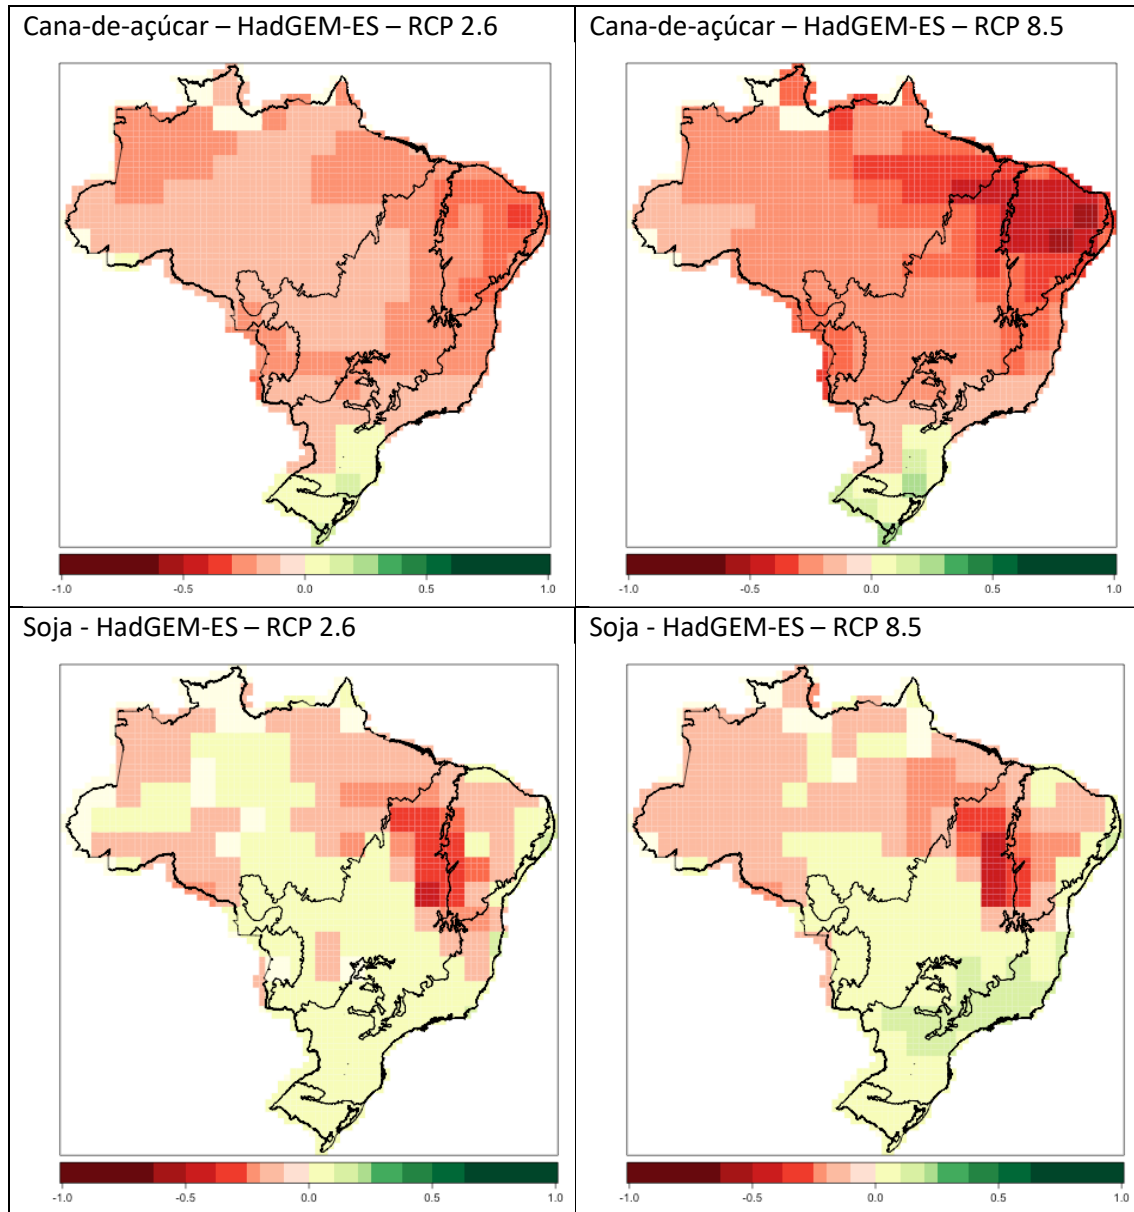 Cana-de-açúcar – HadGEM-ES – RCP 2.6
Cana-de-açúcar – HadGEM-ES – RCP 8.5
-1.0 -0.5 0.0 0.5 1.0
-1.0 -0.5 0.0 0.5 1.0
Soja - HadGEM-ES – RCP 2.6
Soja - HadGEM-ES – RCP 8.5
-1.0 -0.5 0.0 0.5 1.0
-1.0 -0.5 0.0 0.5 1.0